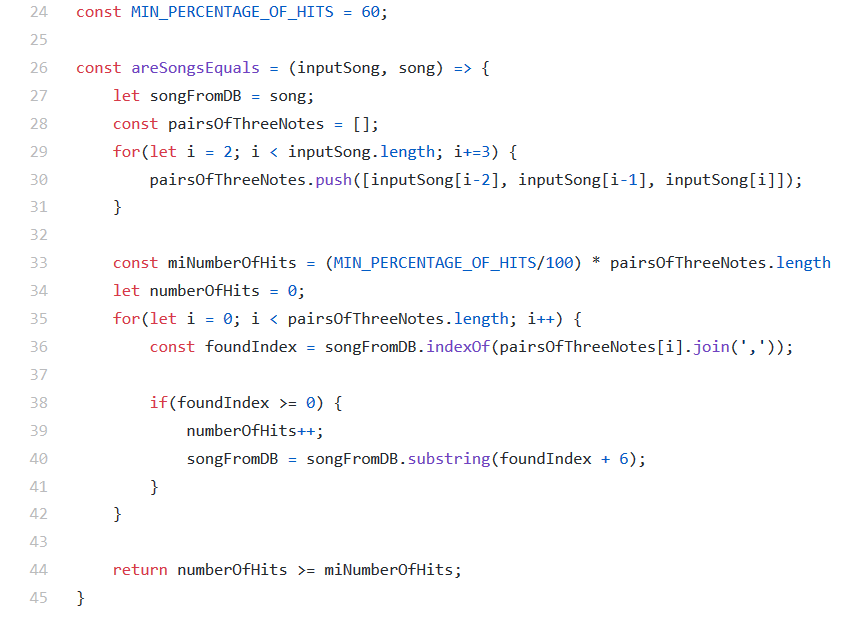 24 const MIN_PERCENTAGE_OF_HITS = 60;
25
26 const areSongsEquals = (inputSong, song) => {
27     let songFromDB = song;
28     const pairsOfThreeNotes = [];
29     for(let i = 2; i < inputSong.length; i+=3) {
30         pairsOfThreeNotes.push([inputSong[i-2], inputSong[i-1], inputSong[i]]);
31     }
32
33     const miNumberOfHits = (MIN_PERCENTAGE_OF_HITS/100) * pairsOfThreeNotes.length
34     let numberOfHits = 0;
35     for(let i = 0; i < pairsOfThreeNotes.length; i++) {
36         const foundIndex = songFromDB.indexOf(pairsOfThreeNotes[i].join(','));
37
38         if(foundIndex >= 0) {
39             numberOfHits++;
40             songFromDB = songFromDB.substring(foundIndex + 6);
41         }
42     }
43
44     return numberOfHits >= miNumberOfHits;
45 }